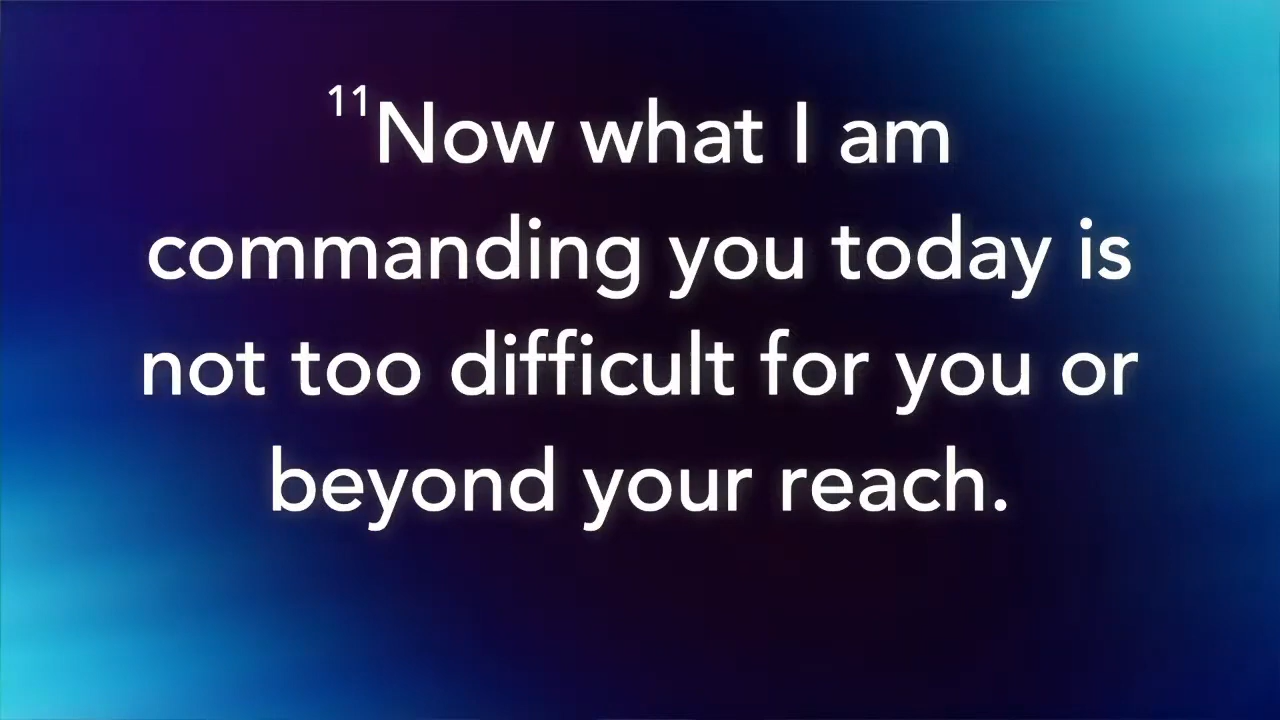 11Now what I am
commanding you today is
not too difficult for you or
beyond your reach.